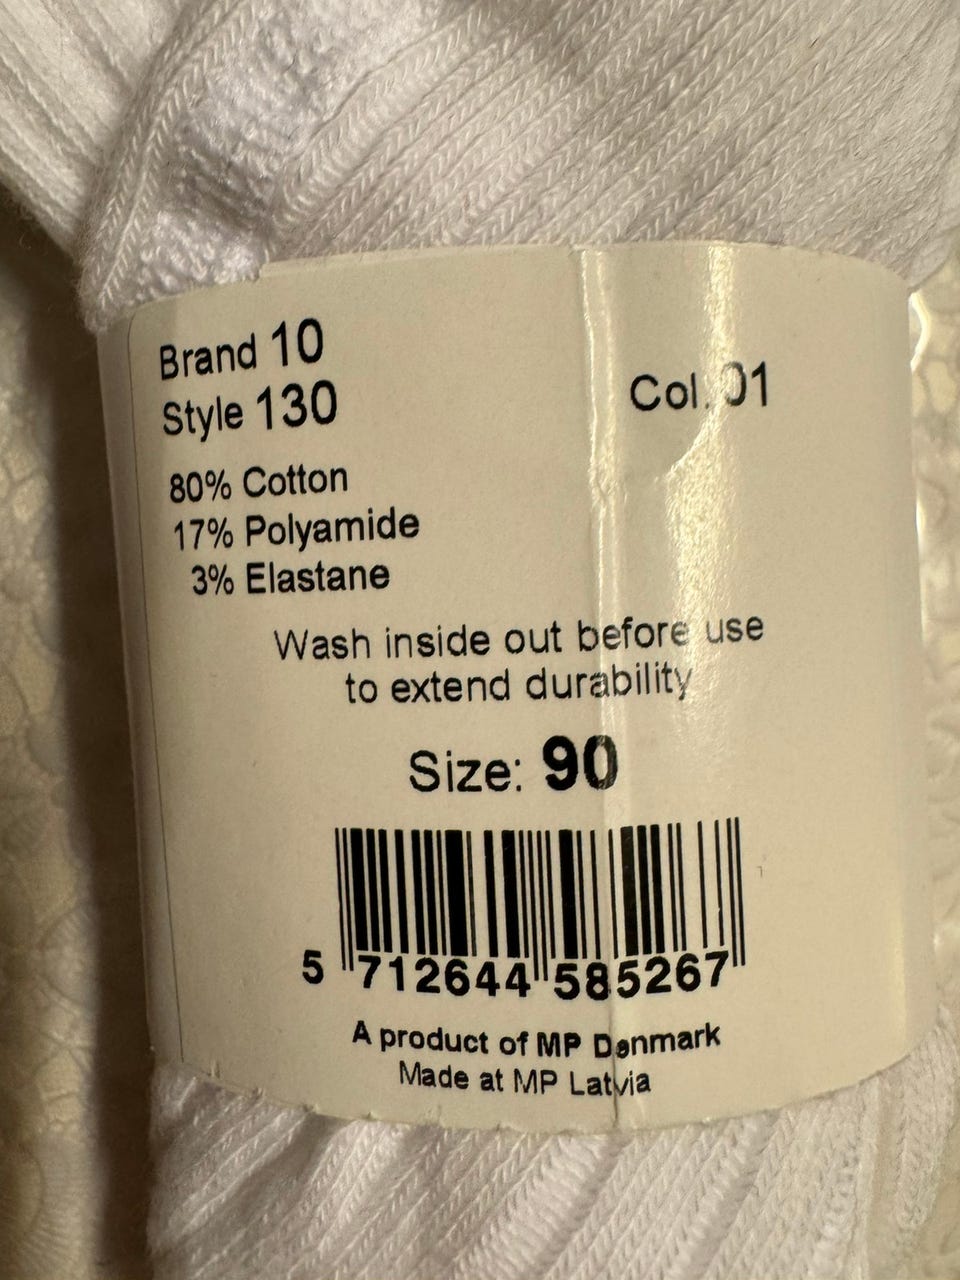 Brand 10
Style 130
Col. 01
80% Cotton
17% Polyamide
3% Elastane
Wash inside out before use
to extend durability
Size: 90
5 712644 585267
A product of MP Denmark
Made at MP Latvia